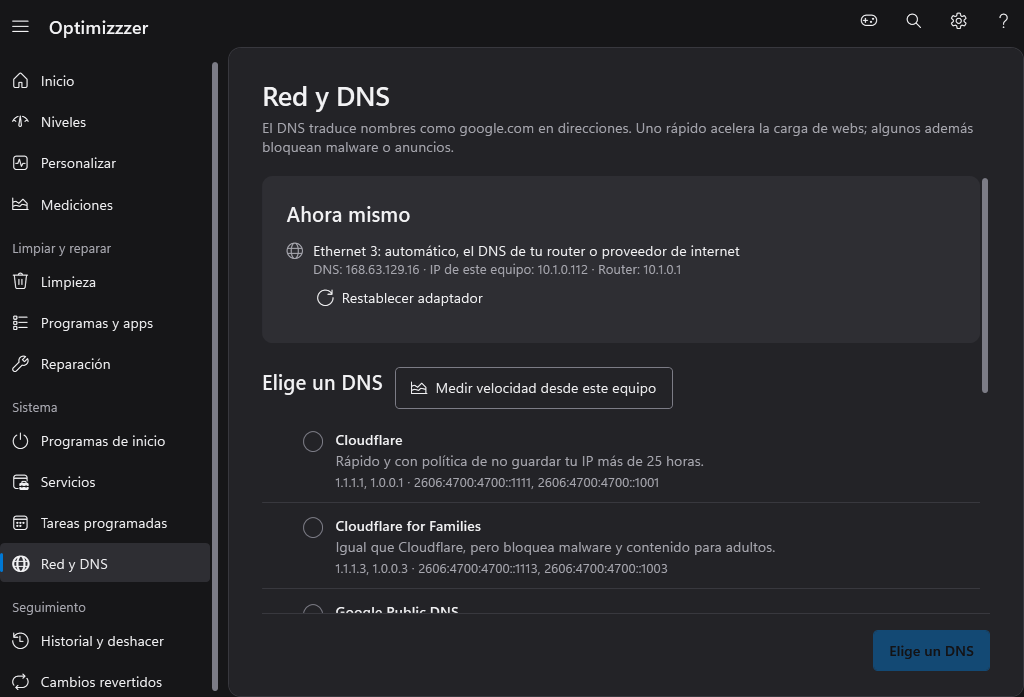 Optimizzzer
Inicio
Niveles
Personalizar
Mediciones
Limpiar y reparar
Limpieza
Programas y apps
Reparación
Sistema
Programas de inicio
Servicios
Tareas programadas
Red y DNS
Seguimiento
Historial y deshacer
Cambios revertidos
Red y DNS
El DNS traduce nombres como google.com en direcciones. Uno rápido acelera la carga de webs; algunos además
bloquean malware o anuncios.
Ahora mismo
Ethernet 3: automático, el DNS de tu router o proveedor de internet
DNS: 168.63.129.16 · IP de este equipo: 10.1.0.112 · Router: 10.1.0.1
Restablecer adaptador
Elige un DNS
Medir velocidad desde este equipo
Cloudflare
Rápido y con política de no guardar tu IP más de 25 horas.
1.1.1.1, 1.0.0.1 · 2606:4700:4700::1111, 2606:4700:4700::1001
Cloudflare for Families
Igual que Cloudflare, pero bloquea malware y contenido para adultos.
1.1.1.3, 1.0.0.3 · 2606:4700:4700::1113, 2606:4700:4700::1003
Google Public DNS
Elige un DNS